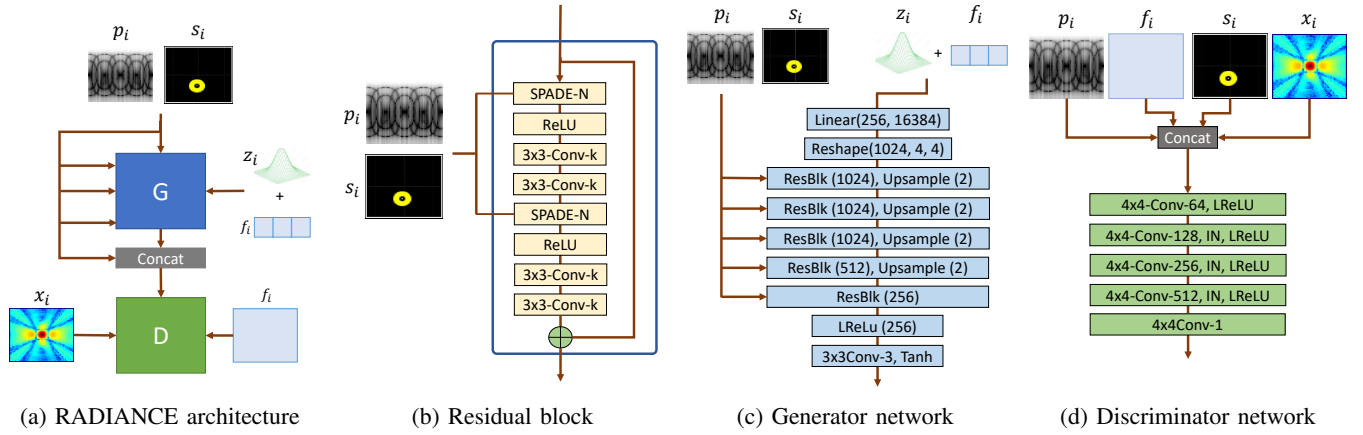 p_i s_i
z_i
+
G
f_i
Concat
x_i
f_i
D
(a) RADIANCE architecture
p_i
s_i
SPADE-N
ReLU
3x3-Conv-k
3x3-Conv-k
SPADE-N
ReLU
3x3-Conv-k
3x3-Conv-k
(b) Residual block
p_i s_i z_i f_i
+
Linear(256, 16384)
Reshape(1024, 4, 4)
ResBlk (1024), Upsample (2)
ResBlk (1024), Upsample (2)
ResBlk (1024), Upsample (2)
ResBlk (512), Upsample (2)
ResBlk (256)
LReLu (256)
3x3Conv-3, Tanh
(c) Generator network
p_i f_i s_i x_i
Concat
4x4-Conv-64, LReLU
4x4-Conv-128, IN, LReLU
4x4-Conv-256, IN, LReLU
4x4-Conv-512, IN, LReLU
4x4Conv-1
(d) Discriminator network